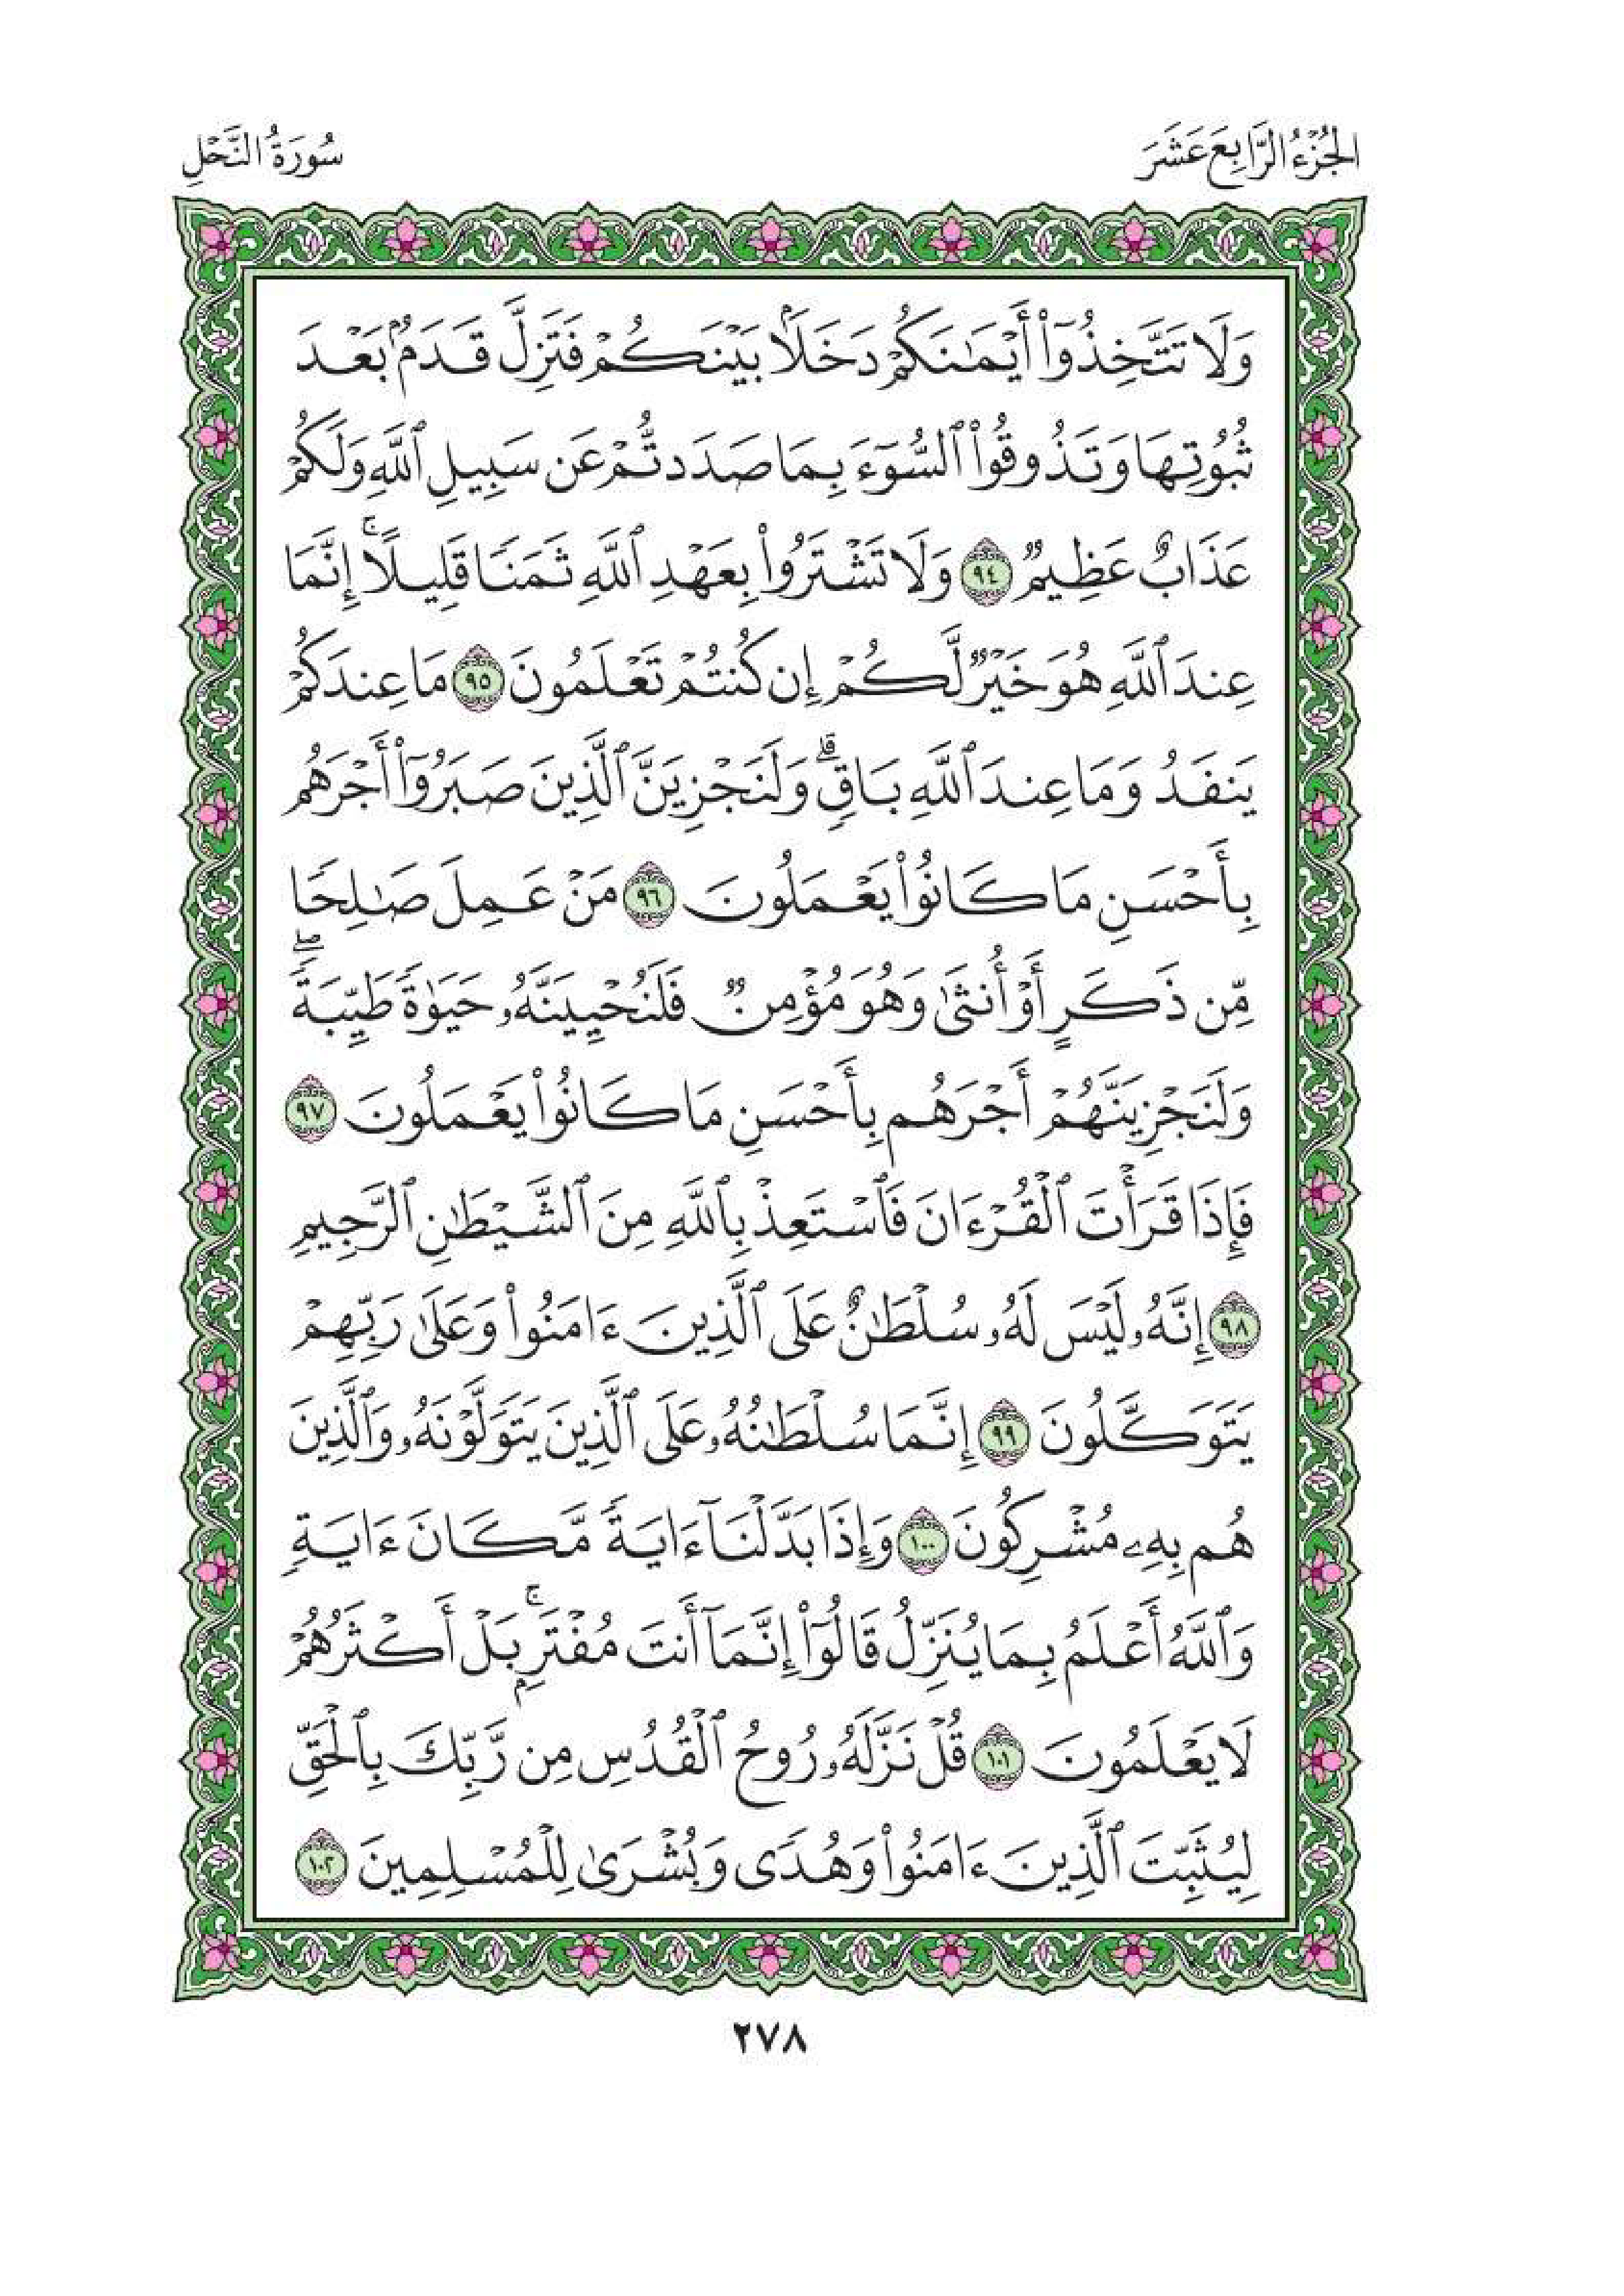 الجُزْءُ الرَّابِعَ عَشَرَ
سُورَةُ النَّحْلِ
وَلَا تَتَّخِذُوٓا۟ أَيْمَٰنَكُمْ دَخَلًۢا بَيْنَكُمْ فَتَزِلَّ قَدَمٌۢ بَعْدَ
ثُبُوتِهَا وَتَذُوقُوا۟ ٱلسُّوٓءَ بِمَا صَدَدتُّمْ عَن سَبِيلِ ٱللَّهِ وَلَكُمْ
عَذَابٌ عَظِيمٌ ٩٤ وَلَا تَشْتَرُوا۟ بِعَهْدِ ٱللَّهِ ثَمَنًا قَلِيلًا ۚ إِنَّمَا
عِندَ ٱللَّهِ هُوَ خَيْرٌ لَّكُمْ إِن كُنتُمْ تَعْلَمُونَ ٩٥ مَا عِندَكُمْ
يَنفَدُ وَمَا عِندَ ٱللَّهِ بَاقٍ ۗ وَلَنَجْزِيَنَّ ٱلَّذِينَ صَبَرُوٓا۟ أَجْرَهُم
بِأَحْسَنِ مَا كَانُوا۟ يَعْمَلُونَ ٩٦ مَنْ عَمِلَ صَٰلِحًا
مِّن ذَكَرٍ أَوْ أُنثَىٰ وَهُوَ مُؤْمِنٌ فَلَنُحْيِيَنَّهُۥ حَيَوٰةً طَيِّبَةً ۖ
وَلَنَجْزِيَنَّهُمْ أَجْرَهُم بِأَحْسَنِ مَا كَانُوا۟ يَعْمَلُونَ ٩٧
فَإِذَا قَرَأْتَ ٱلْقُرْءَانَ فَٱسْتَعِذْ بِٱللَّهِ مِنَ ٱلشَّيْطَٰنِ ٱلرَّجِيمِ
٩٨ إِنَّهُۥ لَيْسَ لَهُۥ سُلْطَٰنٌ عَلَى ٱلَّذِينَ ءَامَنُوا۟ وَعَلَىٰ رَبِّهِمْ
يَتَوَكَّلُونَ ٩٩ إِنَّمَا سُلْطَٰنُهُۥ عَلَى ٱلَّذِينَ يَتَوَلَّوْنَهُۥ وَٱلَّذِينَ
هُم بِهِۦ مُشْرِكُونَ ١٠٠ وَإِذَا بَدَّلْنَآ ءَايَةً مَّكَانَ ءَايَةٍ
وَٱللَّهُ أَعْلَمُ بِمَا يُنَزِّلُ قَالُوٓا۟ إِنَّمَآ أَنتَ مُفْتَرٍۭ ۚ بَلْ أَكْثَرُهُمْ
لَا يَعْلَمُونَ ١٠١ قُلْ نَزَّلَهُۥ رُوحُ ٱلْقُدُسِ مِن رَّبِّكَ بِٱلْحَقِّ
لِيُثَبِّتَ ٱلَّذِينَ ءَامَنُوا۟ وَهُدًى وَبُشْرَىٰ لِلْمُسْلِمِينَ ١٠٢
٢٧٨